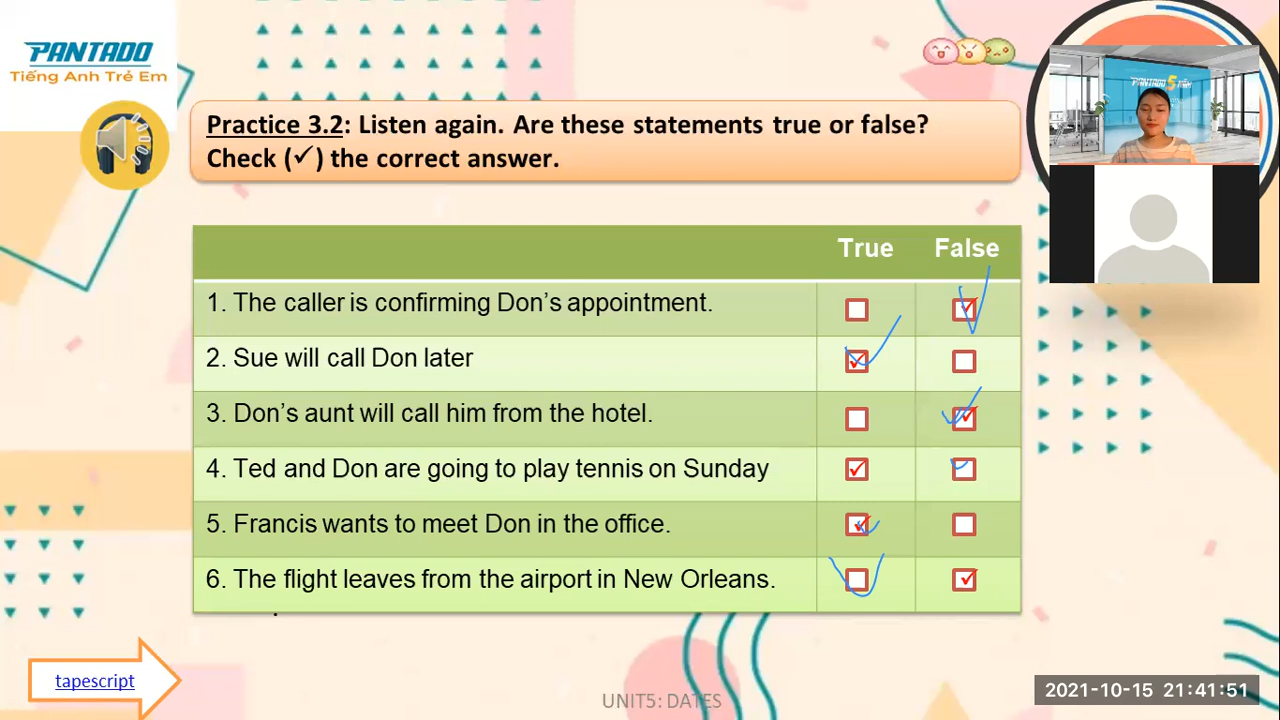 PANTADO
Tiếng Anh Trẻ Em
PANTADO 5 năm
Practice 3.2: Listen again. Are these statements true or false?
Check (✓) the correct answer.
True False
1. The caller is confirming Don's appointment.
2. Sue will call Don later
3. Don's aunt will call him from the hotel.
4. Ted and Don are going to play tennis on Sunday
5. Francis wants to meet Don in the office.
6. The flight leaves from the airport in New Orleans.
tapescript
UNIT5: DATES
2021-10-15 21:41:51